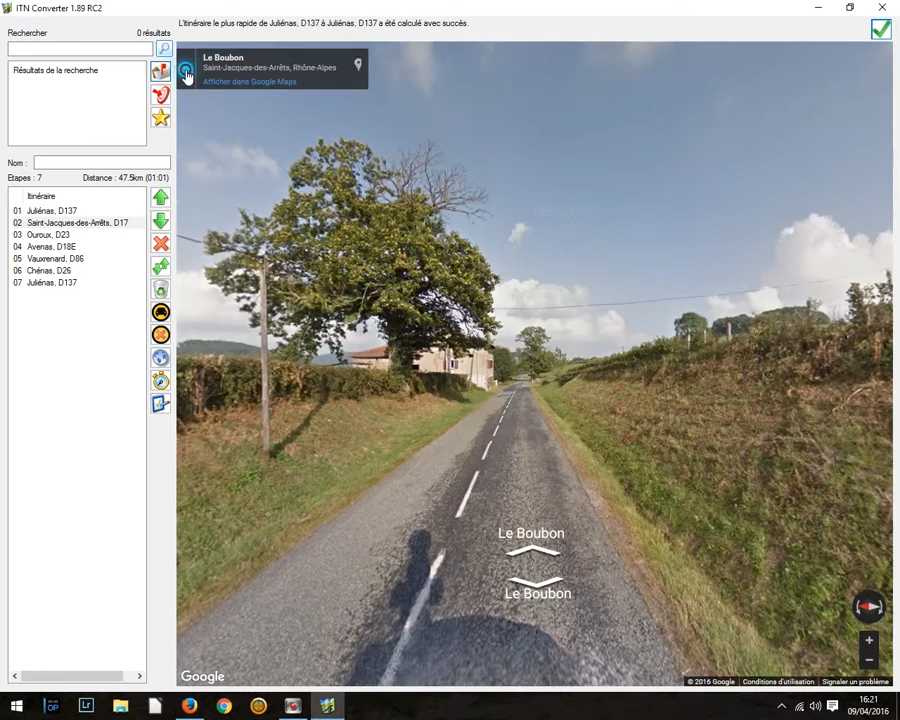 ITN Converter 1.89 RC2
L'itinéraire le plus rapide de Juliénas, D137 à Juliénas, D137 a été calculé avec succès.
Rechercher
0 résultats
Résultats de la recherche
Nom :
Etapes : 7
Distance : 47.5km (01:01)
Itinéraire
01 Juliénas, D137
02 Saint-Jacques-des-Arrêts, D17
03 Ouroux, D23
04 Avenas, D18E
05 Vauxrenard, D86
06 Chénas, D26
07 Juliénas, D137
Le Boubon
Saint-Jacques-des-Arrêts, Rhône-Alpes
Afficher dans Google Maps
Le Boubon
Le Boubon
Google
© 2016 Google
Conditions d'utilisation
Signaler un problème
OP
Lr
16:21
09/04/2016